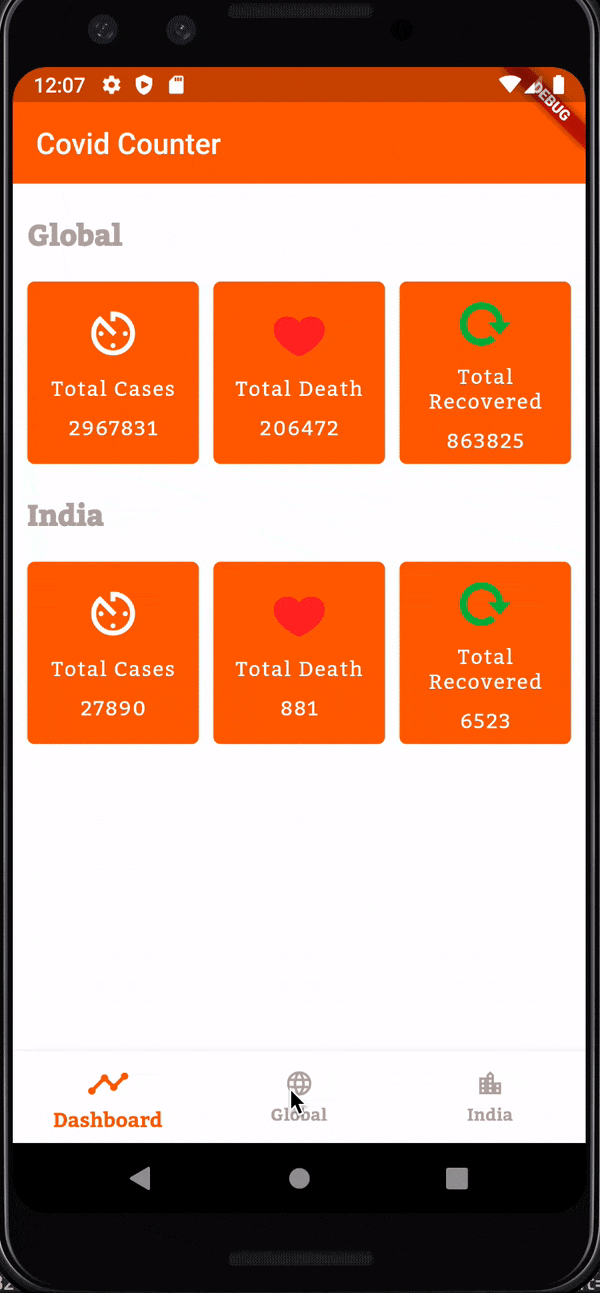 12:07
DEBUG
Covid Counter
Global
Total Cases
2967831
Total Death
206472
Total
Recovered
863825
India
Total Cases
27890
Total Death
881
Total
Recovered
6523
Dashboard
Global
India